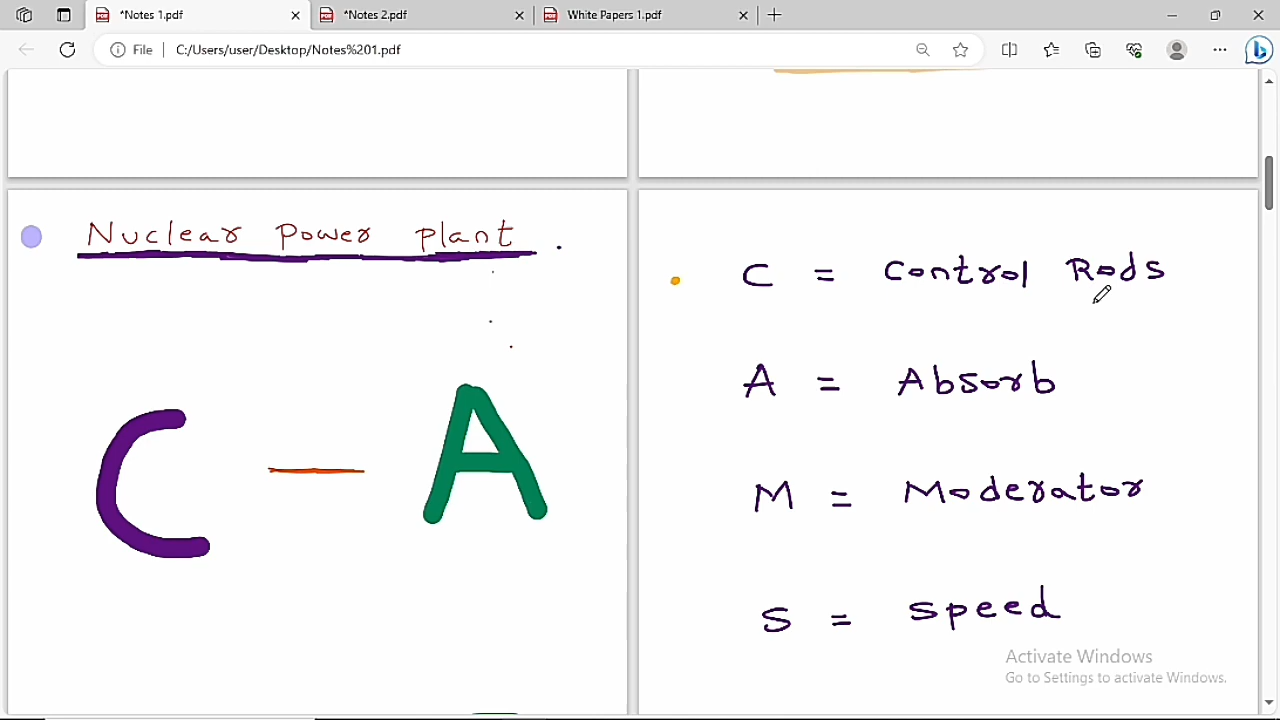 *Notes 1.pdf
*Notes 2.pdf
White Papers 1.pdf
File
C:/Users/user/Desktop/Notes%201.pdf
Nuclear Power plant .
C — A
C = Control Rods
A = Absorb
M = Moderator
S = Speed
Activate Windows
Go to Settings to activate Windows.